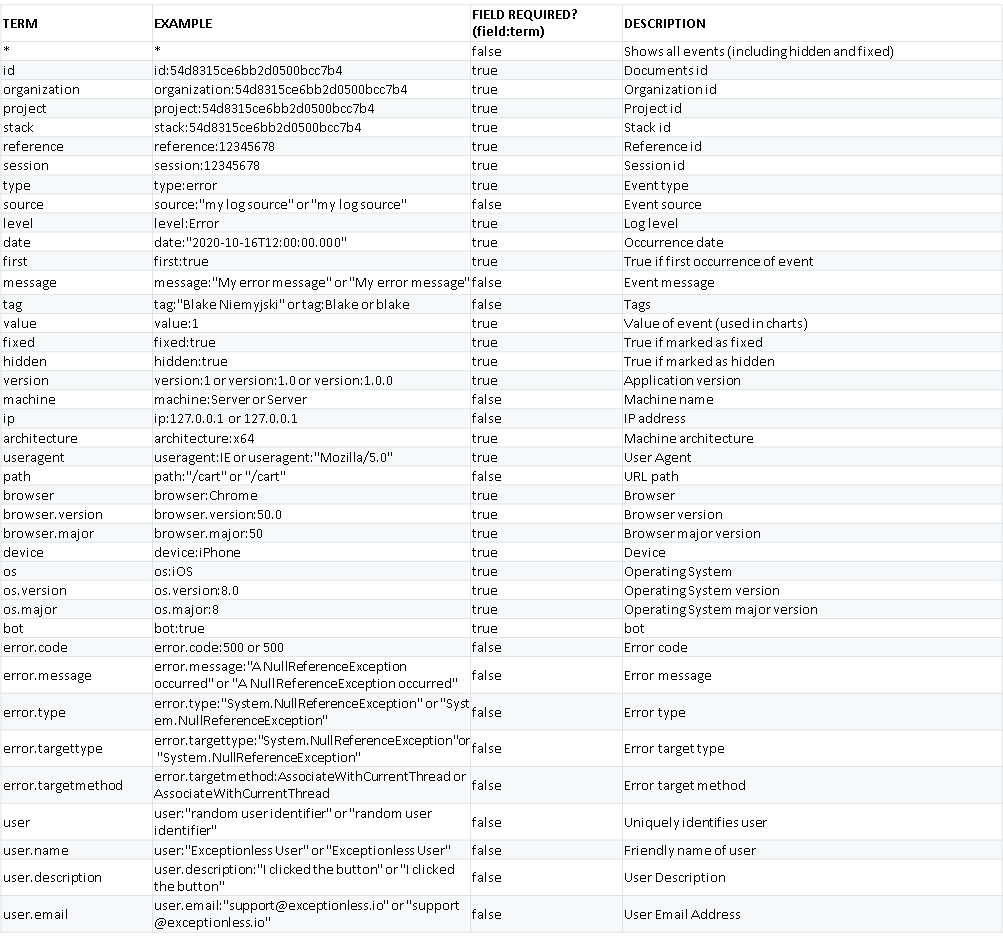 TERM EXAMPLE FIELD REQUIRED? (field:term) DESCRIPTION
* * false Shows all events (including hidden and fixed)
id id:54d8315ce6bb2d0500bcc7b4 true Documents id
organization organization:54d8315ce6bb2d0500bcc7b4 true Organization id
project project:54d8315ce6bb2d0500bcc7b4 true Project id
stack stack:54d8315ce6bb2d0500bcc7b4 true Stack id
reference reference:12345678 true Reference id
session session:12345678 true Session id
type type:error true Event type
source source:"my log source" or "my log source" false Event source
level level:Error true Log level
date date:"2020-10-16T12:00:00.000" true Occurrence date
first first:true true True if first occurrence of event
message message:"My error message" or "My error message" false Event message
tag tag:"Blake Niemyjski" or tag:Blake or blake false Tags
value value:1 true Value of event (used in charts)
fixed fixed:true true True if marked as fixed
hidden hidden:true true True if marked as hidden
version version:1 or version:1.0 or version:1.0.0 true Application version
machine machine:Server or Server false Machine name
ip ip:127.0.0.1 or 127.0.0.1 false IP address
architecture architecture:x64 true Machine architecture
useragent useragent:IE or useragent:"Mozilla/5.0" true User Agent
path path:"/cart" or "/cart" false URL path
browser browser:Chrome true Browser
browser.version browser.version:50.0 true Browser version
browser.major browser.major:50 true Browser major version
device device:iPhone true Device
os os:iOS true Operating System
os.version os.version:8.0 true Operating System version
os.major os.major:8 true Operating System major version
bot bot:true true bot
error.code error.code:500 or 500 false Error code
error.message error.message:"A NullReferenceException
occurred" or "A NullReferenceException occurred" false Error message
error.type error.type:"System.NullReferenceException" or "Syst
em.NullReferenceException" false Error type
error.targettype error.targettype:"System.NullReferenceException"or
"System.NullReferenceException" false Error target type
error.targetmethod error.targetmethod:AssociateWithCurrentThread or
AssociateWithCurrentThread false Error target method
user user:"random user identifier" or "random user
identifier" false Uniquely identifies user
user.name user:"Exceptionless User" or "Exceptionless User" false Friendly name of user
user.description user.description:"I clicked the button" or "I clicked
the button" false User Description
user.email user.email:"support@exceptionless.io" or "support
@exceptionless.io" false User Email Address